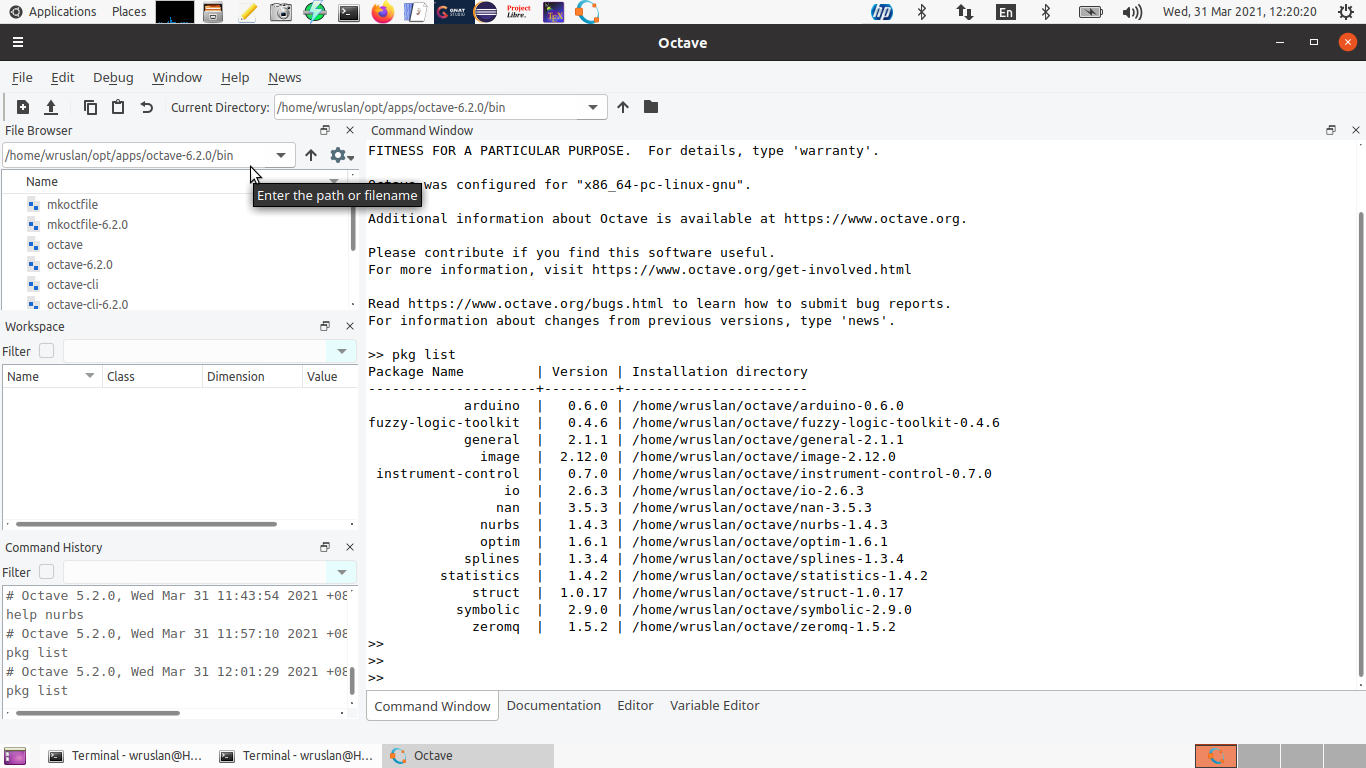 Applications Places
GNAT STUDIO
Project Libre.
TeX
hp
En
Wed, 31 Mar 2021, 12:20:20
Octave
File Edit Debug Window Help News
Current Directory: /home/wruslan/opt/apps/octave-6.2.0/bin
File Browser
/home/wruslan/opt/apps/octave-6.2.0/bin
Name
Enter the path or filename
mkoctfile
mkoctfile-6.2.0
octave
octave-6.2.0
octave-cli
octave-cli-6.2.0
Workspace
Filter
Name Class Dimension Value
Command History
Filter
# Octave 5.2.0, Wed Mar 31 11:43:54 2021 +08
help nurbs
# Octave 5.2.0, Wed Mar 31 11:57:10 2021 +08
pkg list
# Octave 5.2.0, Wed Mar 31 12:01:29 2021 +08
pkg list
Command Window
FITNESS FOR A PARTICULAR PURPOSE.  For details, type 'warranty'.
was configured for "x86_64-pc-linux-gnu".
Additional information about Octave is available at https://www.octave.org.
Please contribute if you find this software useful.
For more information, visit https://www.octave.org/get-involved.html
Read https://www.octave.org/bugs.html to learn how to submit bug reports.
For information about changes from previous versions, type 'news'.
>> pkg list
Package Name         | Version | Installation directory
---------------------+---------+-----------------------
            arduino  |   0.6.0 | /home/wruslan/octave/arduino-0.6.0
fuzzy-logic-toolkit  |   0.4.6 | /home/wruslan/octave/fuzzy-logic-toolkit-0.4.6
            general  |   2.1.1 | /home/wruslan/octave/general-2.1.1
              image  |  2.12.0 | /home/wruslan/octave/image-2.12.0
 instrument-control  |   0.7.0 | /home/wruslan/octave/instrument-control-0.7.0
                 io  |   2.6.3 | /home/wruslan/octave/io-2.6.3
                nan  |   3.5.3 | /home/wruslan/octave/nan-3.5.3
              nurbs  |   1.4.3 | /home/wruslan/octave/nurbs-1.4.3
              optim  |   1.6.1 | /home/wruslan/octave/optim-1.6.1
            splines  |   1.3.4 | /home/wruslan/octave/splines-1.3.4
         statistics  |   1.4.2 | /home/wruslan/octave/statistics-1.4.2
             struct  |  1.0.17 | /home/wruslan/octave/struct-1.0.17
           symbolic  |   2.9.0 | /home/wruslan/octave/symbolic-2.9.0
             zeromq  |   1.5.2 | /home/wruslan/octave/zeromq-1.5.2
>>
>>
>>
Command Window Documentation Editor Variable Editor
Terminal - wruslan@H... Terminal - wruslan@H... Octave